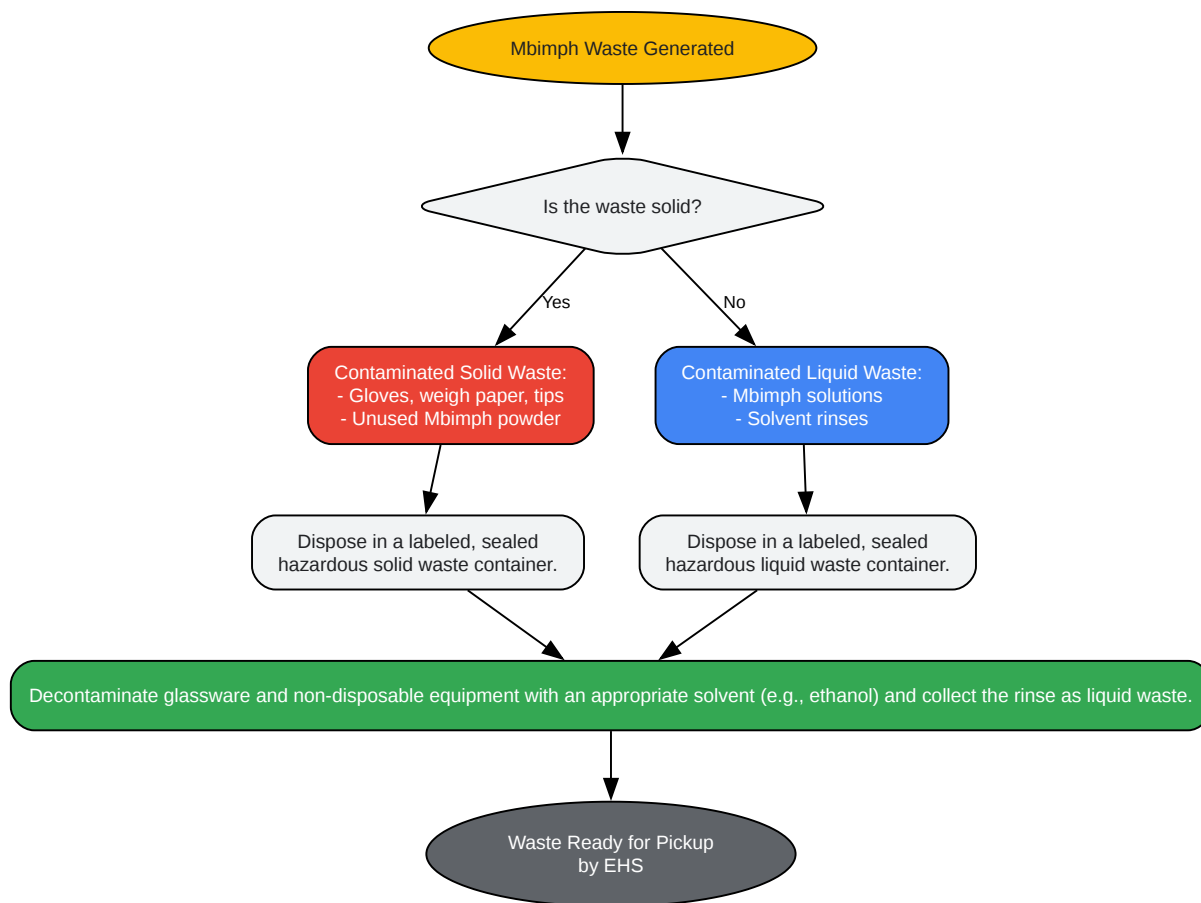 Mbimph Waste Generated
Is the waste solid?
Yes
No
Contaminated Solid Waste:
- Gloves, weigh paper, tips
- Unused Mbimph powder
Contaminated Liquid Waste:
- Mbimph solutions
- Solvent rinses
Dispose in a labeled, sealed
hazardous solid waste container.
Dispose in a labeled, sealed
hazardous liquid waste container.
Decontaminate glassware and non-disposable equipment with an appropriate solvent (e.g., ethanol) and collect the rinse as liquid waste.
Waste Ready for Pickup
by EHS